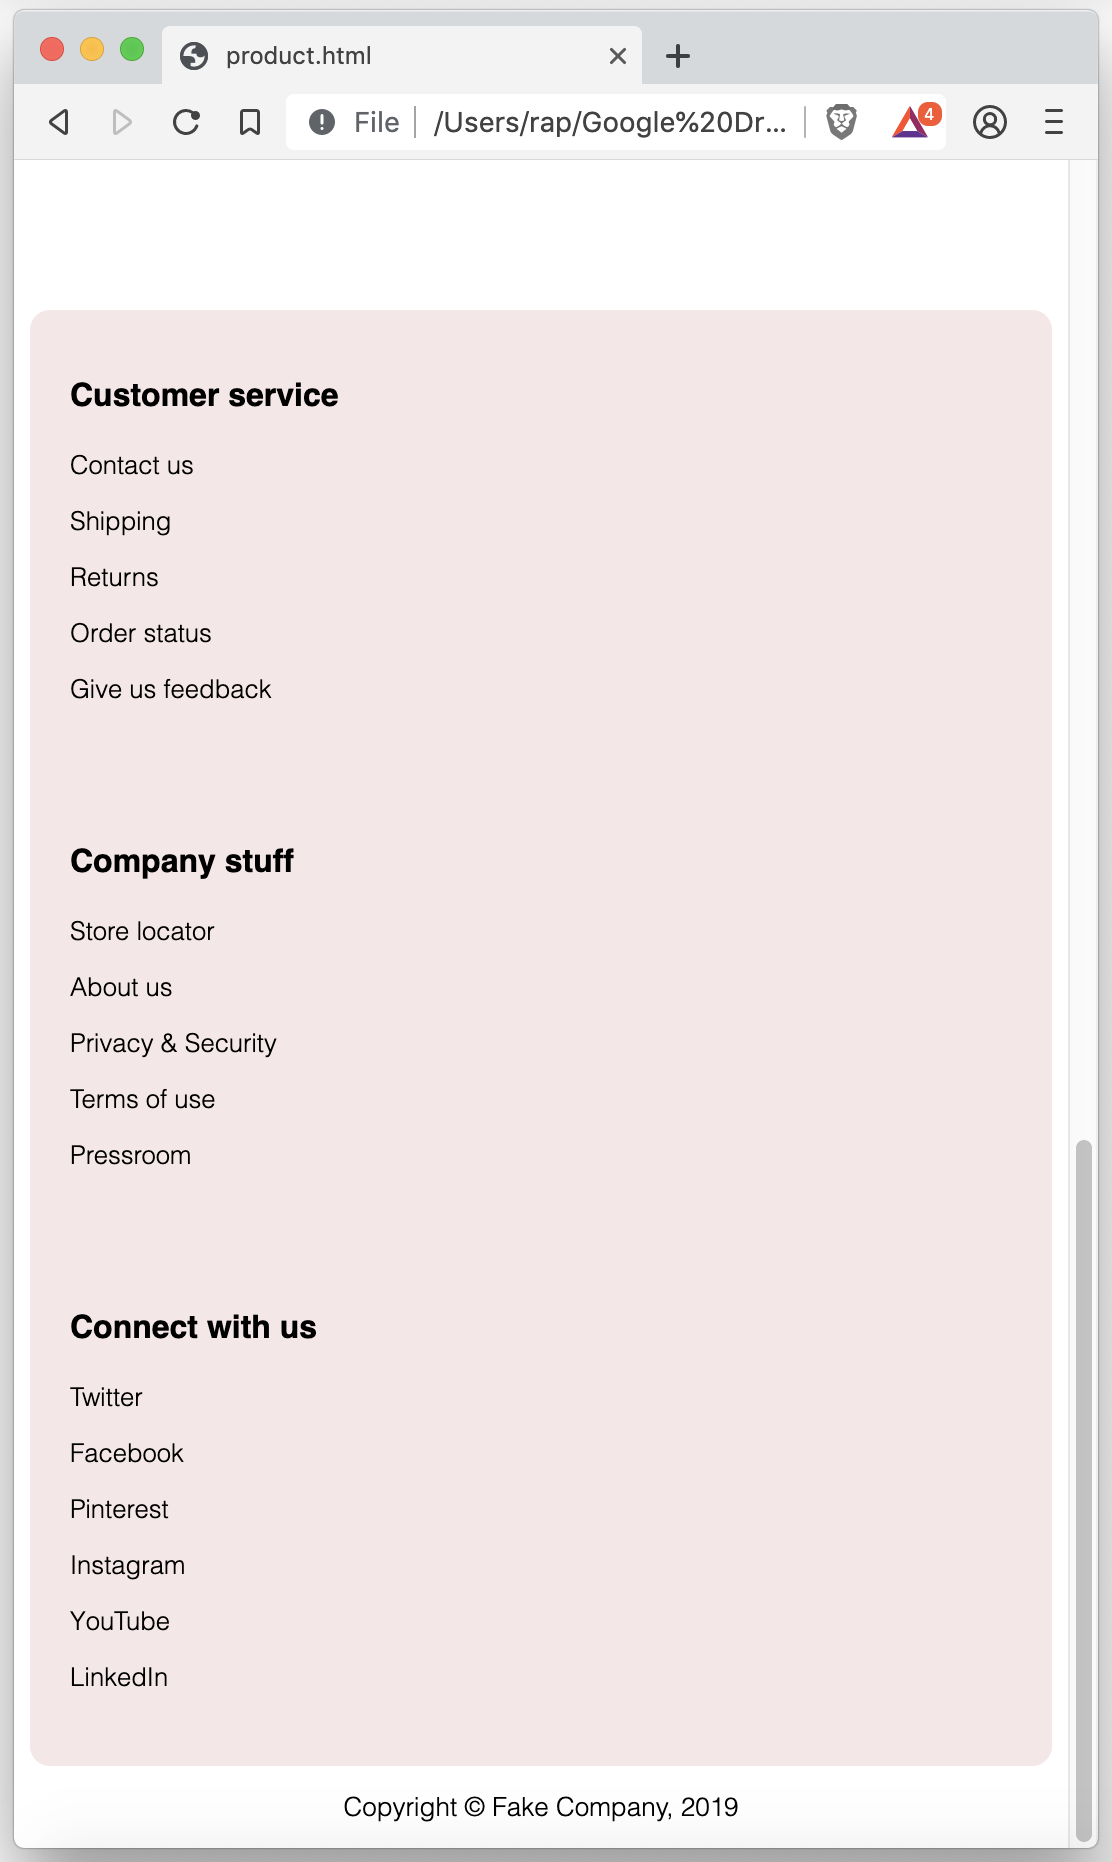 product.html
File | /Users/rap/Google%20Dr... 4
Customer service
Contact us
Shipping
Returns
Order status
Give us feedback
Company stuff
Store locator
About us
Privacy & Security
Terms of use
Pressroom
Connect with us
Twitter
Facebook
Pinterest
Instagram
YouTube
LinkedIn
Copyright © Fake Company, 2019